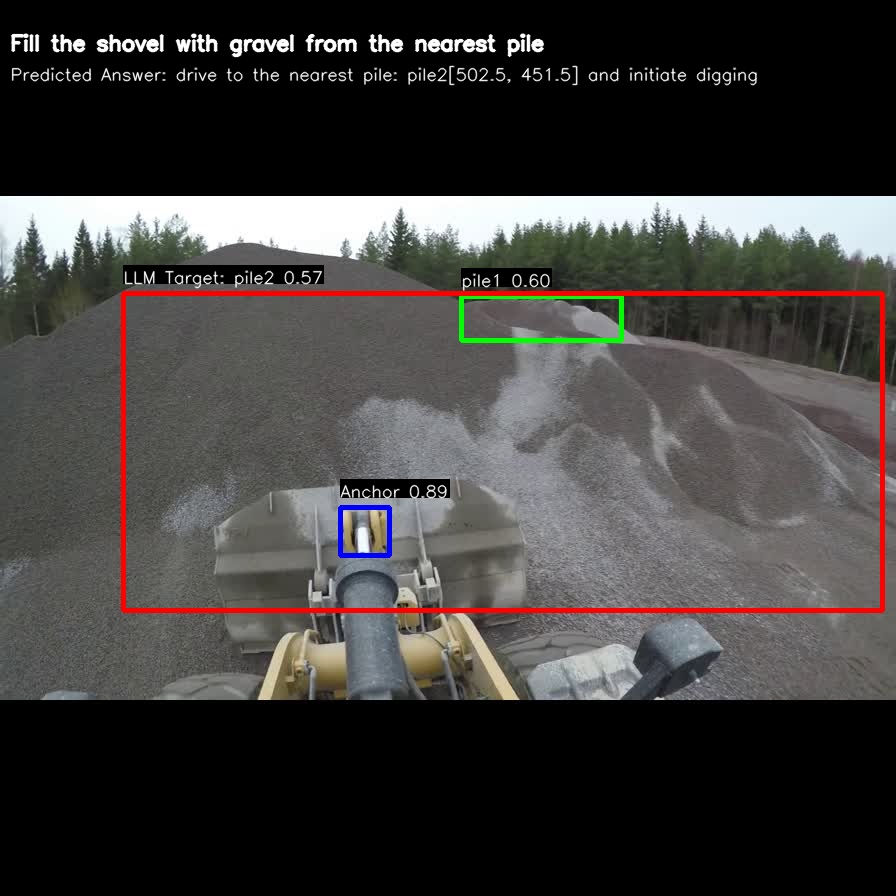 Fill the shovel with gravel from the nearest pile
Predicted Answer: drive to the nearest pile: pile2[502.5, 451.5] and initiate digging
LLM Target: pile2 0.57
pile1 0.60
Anchor 0.89